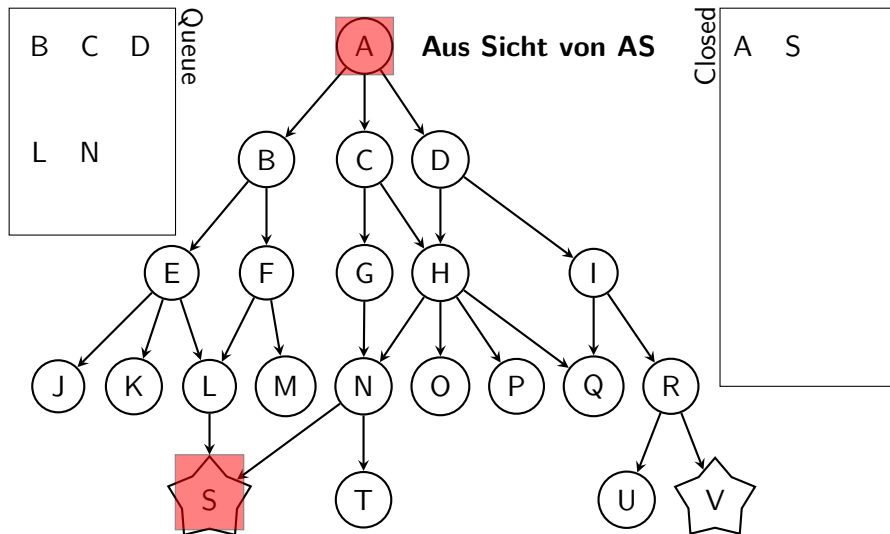 Queue
B C D
L N
A
Aus Sicht von AS
Closed
A S
B C D
E F G H I
J K L M N O P Q R
S T U V